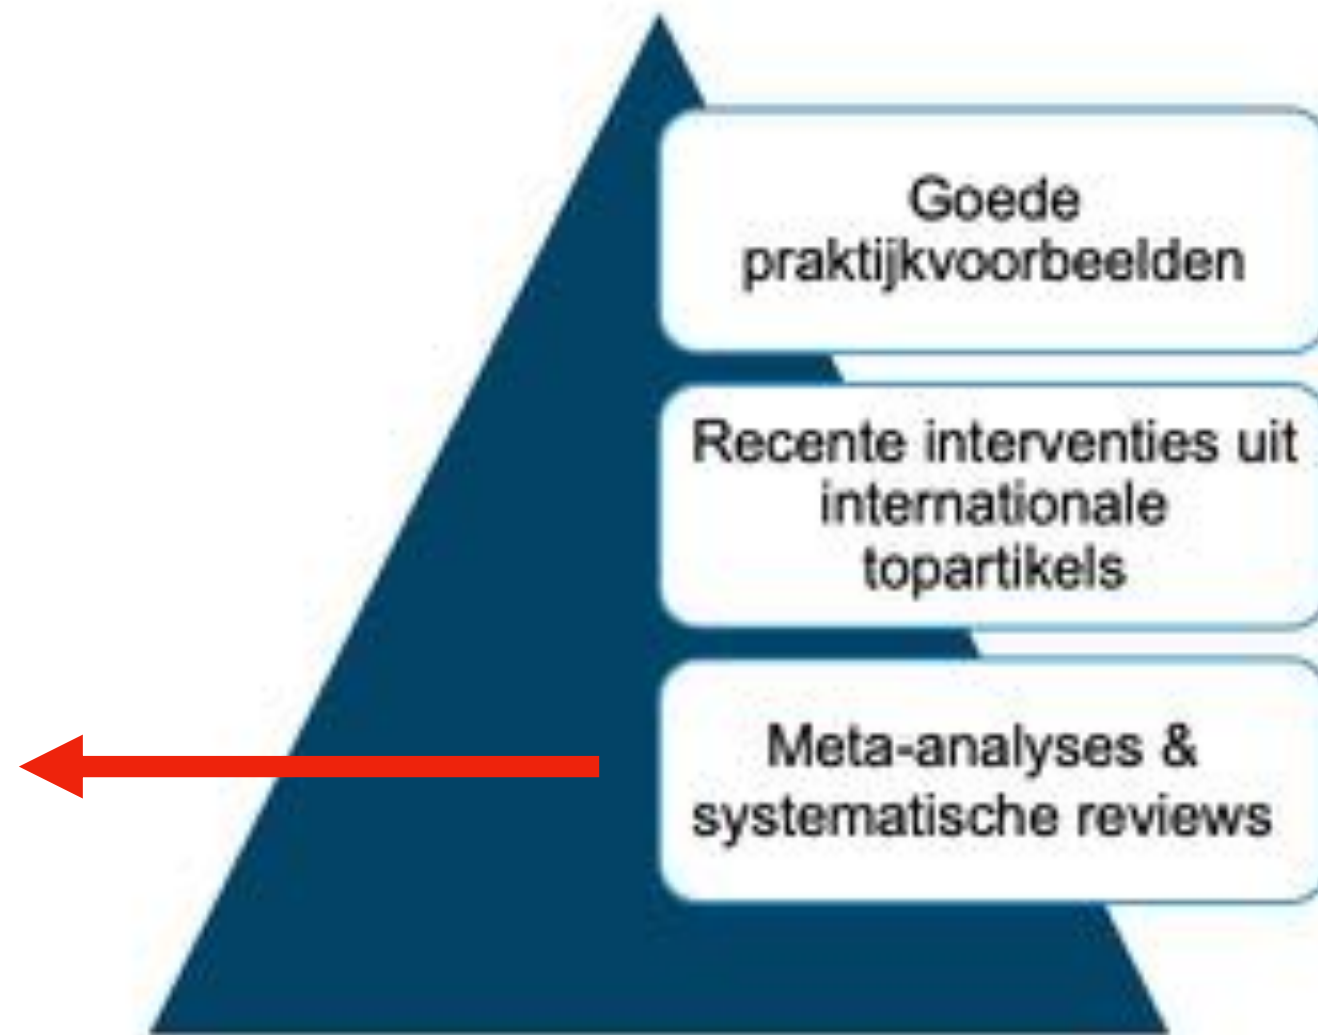 Goede
praktijkvoorbeelden
Recente interventies uit
internationale
topartikels
Meta-analyses &
systematische reviews